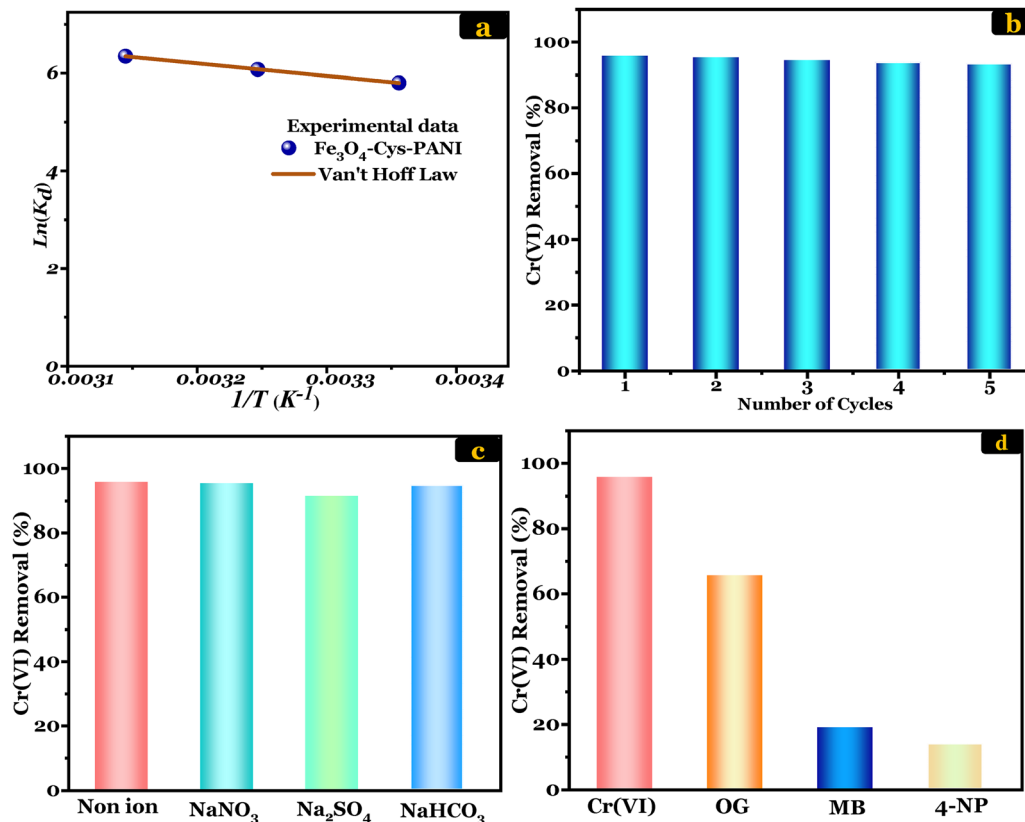 a
Ln(Kd)
6
4
2
0
Experimental data
Fe₃O₄-Cys-PANI
Van't Hoff Law
0.0031
0.0032
0.0033
0.0034
1/T (K⁻¹)
b
Cr(VI) Removal (%)
100
80
60
40
20
0
1
2
3
4
5
Number of Cycles
c
Cr(VI) Removal (%)
100
80
60
40
20
0
Non ion
NaNO₃
Na₂SO₄
NaHCO₃
d
Cr(VI) Removal (%)
100
80
60
40
20
0
Cr(VI)
OG
MB
4-NP